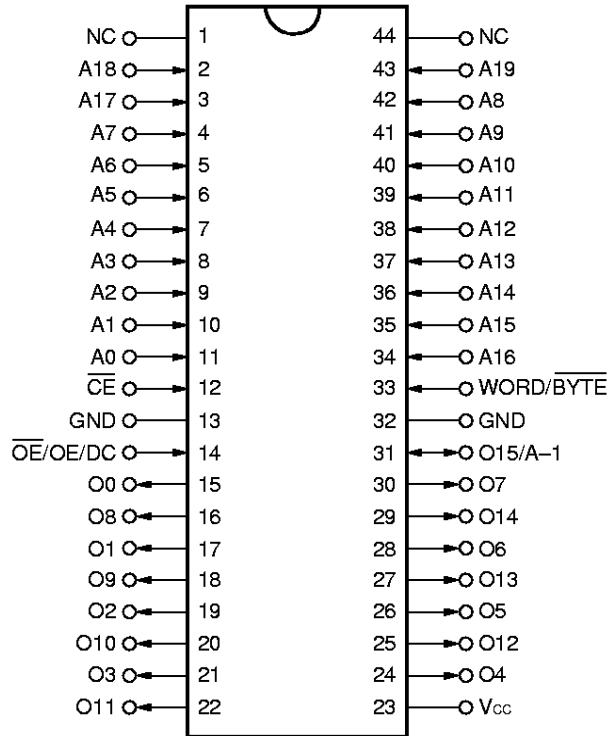 NC 1 44 NC
A18 2 43 A19
A17 3 42 A8
A7 4 41 A9
A6 5 40 A10
A5 6 39 A11
A4 7 38 A12
A3 8 37 A13
A2 9 36 A14
A1 10 35 A15
A0 11 34 A16
C̅E̅ 12 33 WORD/B̅Y̅T̅E̅
GND 13 32 GND
O̅E̅/OE/DC 14 31 O15/A−1
O0 15 30 O7
O8 16 29 O14
O1 17 28 O6
O9 18 27 O13
O2 19 26 O5
O10 20 25 O12
O3 21 24 O4
O11 22 23 Vcc